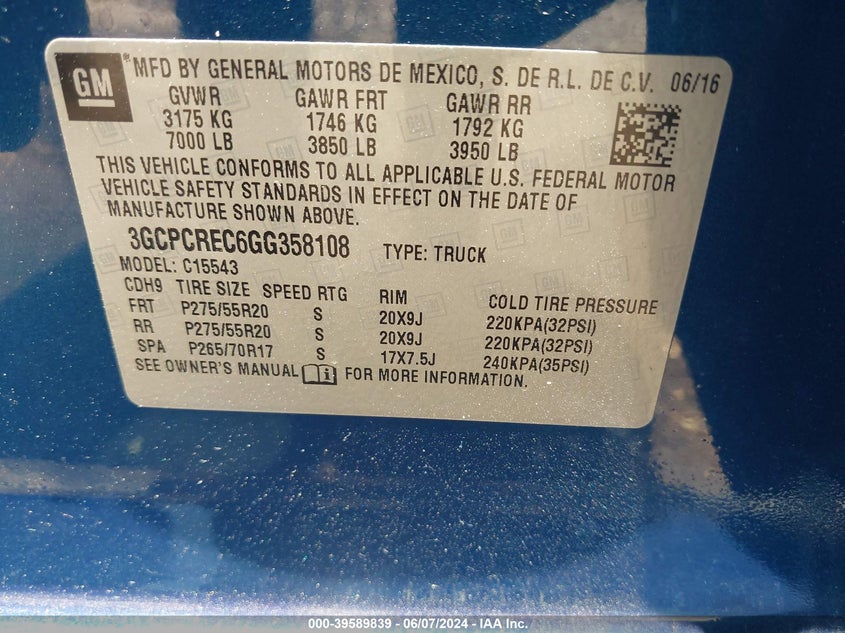 GM
® MFD BY GENERAL MOTORS DE MEXICO, S. DE R.L. DE C.V. 06/16
GVWR GAWR FRT GAWR RR
3175 KG 1746 KG 1792 KG
7000 LB 3850 LB 3950 LB
THIS VEHICLE CONFORMS TO ALL APPLICABLE U.S. FEDERAL MOTOR
VEHICLE SAFETY STANDARDS IN EFFECT ON THE DATE OF
MANUFACTURE SHOWN ABOVE.
3GCPCREC6GG358108 TYPE: TRUCK
MODEL: C15543
CDH9 TIRE SIZE SPEED RTG RIM COLD TIRE PRESSURE
FRT P275/55R20 S 20X9J 220KPA(32PSI)
RR P275/55R20 S 20X9J 220KPA(32PSI)
SPA P265/70R17 S 17X7.5J 240KPA(35PSI)
SEE OWNER'S MANUAL FOR MORE INFORMATION.
000-39589839 - 06/07/2024 - IAA Inc.